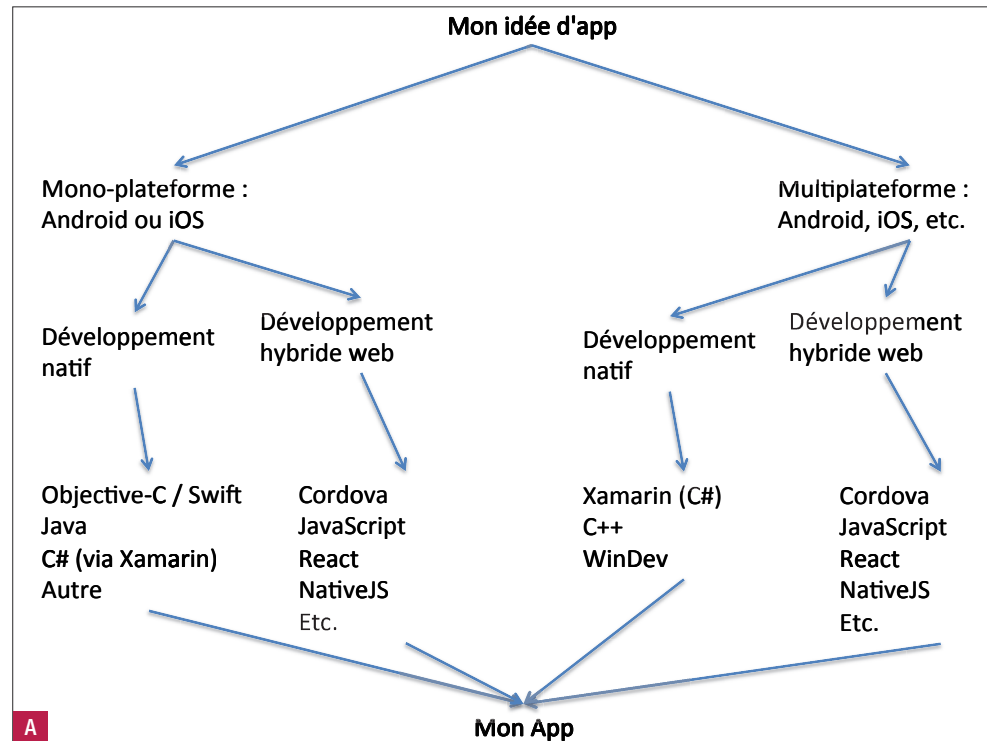 Mon idée d'app
Mono-plateforme :
Android ou iOS
Multiplateforme :
Android, iOS, etc.
Développement
natif
Développement
hybride web
Développement
natif
Développement
hybride web
Objective-C / Swift
Java
C# (via Xamarin)
Autre
Cordova
JavaScript
React
NativeJS
Etc.
Xamarin (C#)
C++
WinDev
Cordova
JavaScript
React
NativeJS
Etc.
Mon App
A